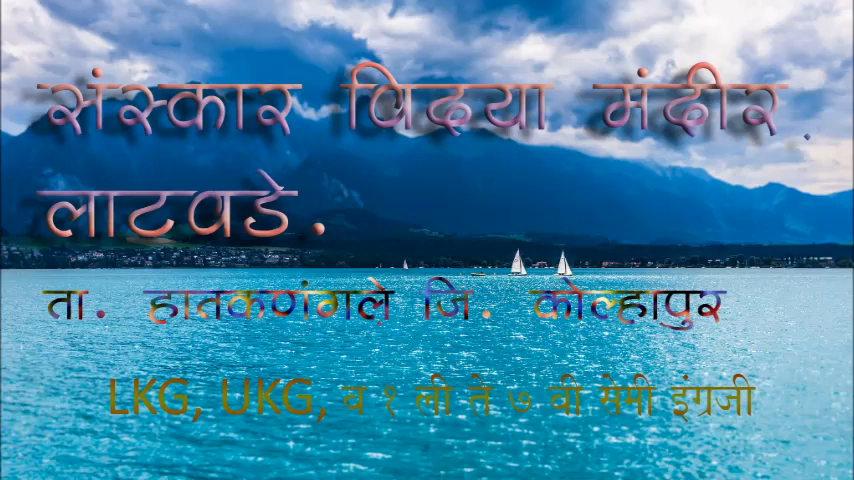 संस्कार विदया मंदीर.
लाटवडे.
ता. हातकणंगले जि. कोल्हापुर
LKG, UKG, व १ ली ते ७ वी सेमी इंग्रजी